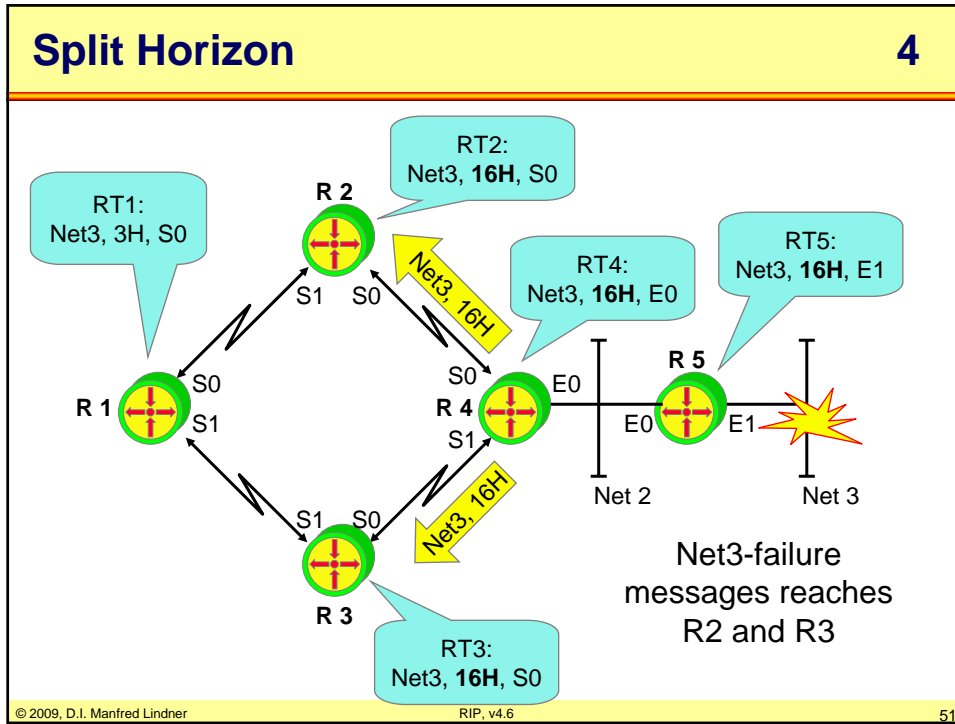 Split Horizon 4
RT2:
Net3, 16H, S0
R 2
RT1:
Net3, 3H, S0
Net3, 16H
RT4:
Net3, 16H, E0
RT5:
Net3, 16H, E1
S1 S0
S0
R 1
S1
S0
R 4
S1
E0
R 5
E0 E1
Net 2
Net 3
Net3, 16H
S1 S0
R 3
RT3:
Net3, 16H, S0
Net3-failure
messages reaches
R2 and R3
© 2009, D.I. Manfred Lindner RIP, v4.6 51